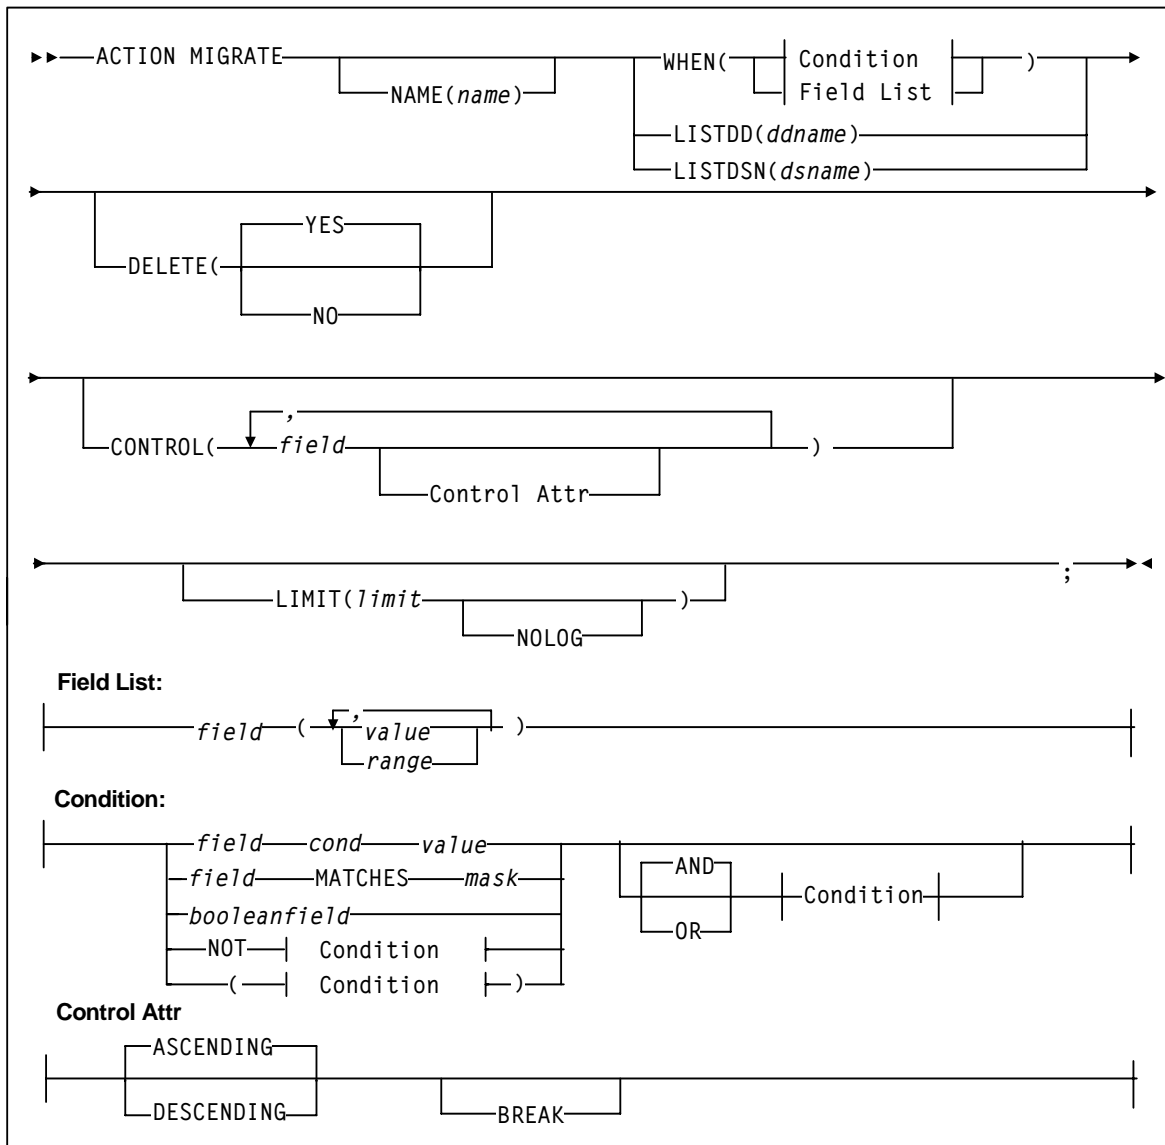 ACTION MIGRATE WHEN( Condition )
NAME(name) Field List
LISTDD(ddname)
LISTDSN(dsname)
YES
DELETE(
NO
,
CONTROL( field )
Control Attr
;
LIMIT(limit )
NOLOG
Field List:
,
field ( value )
range
Condition:
field cond value
AND
field MATCHES mask
booleanfield Condition
OR
NOT Condition
( Condition )
Control Attr
ASCENDING
DESCENDING BREAK